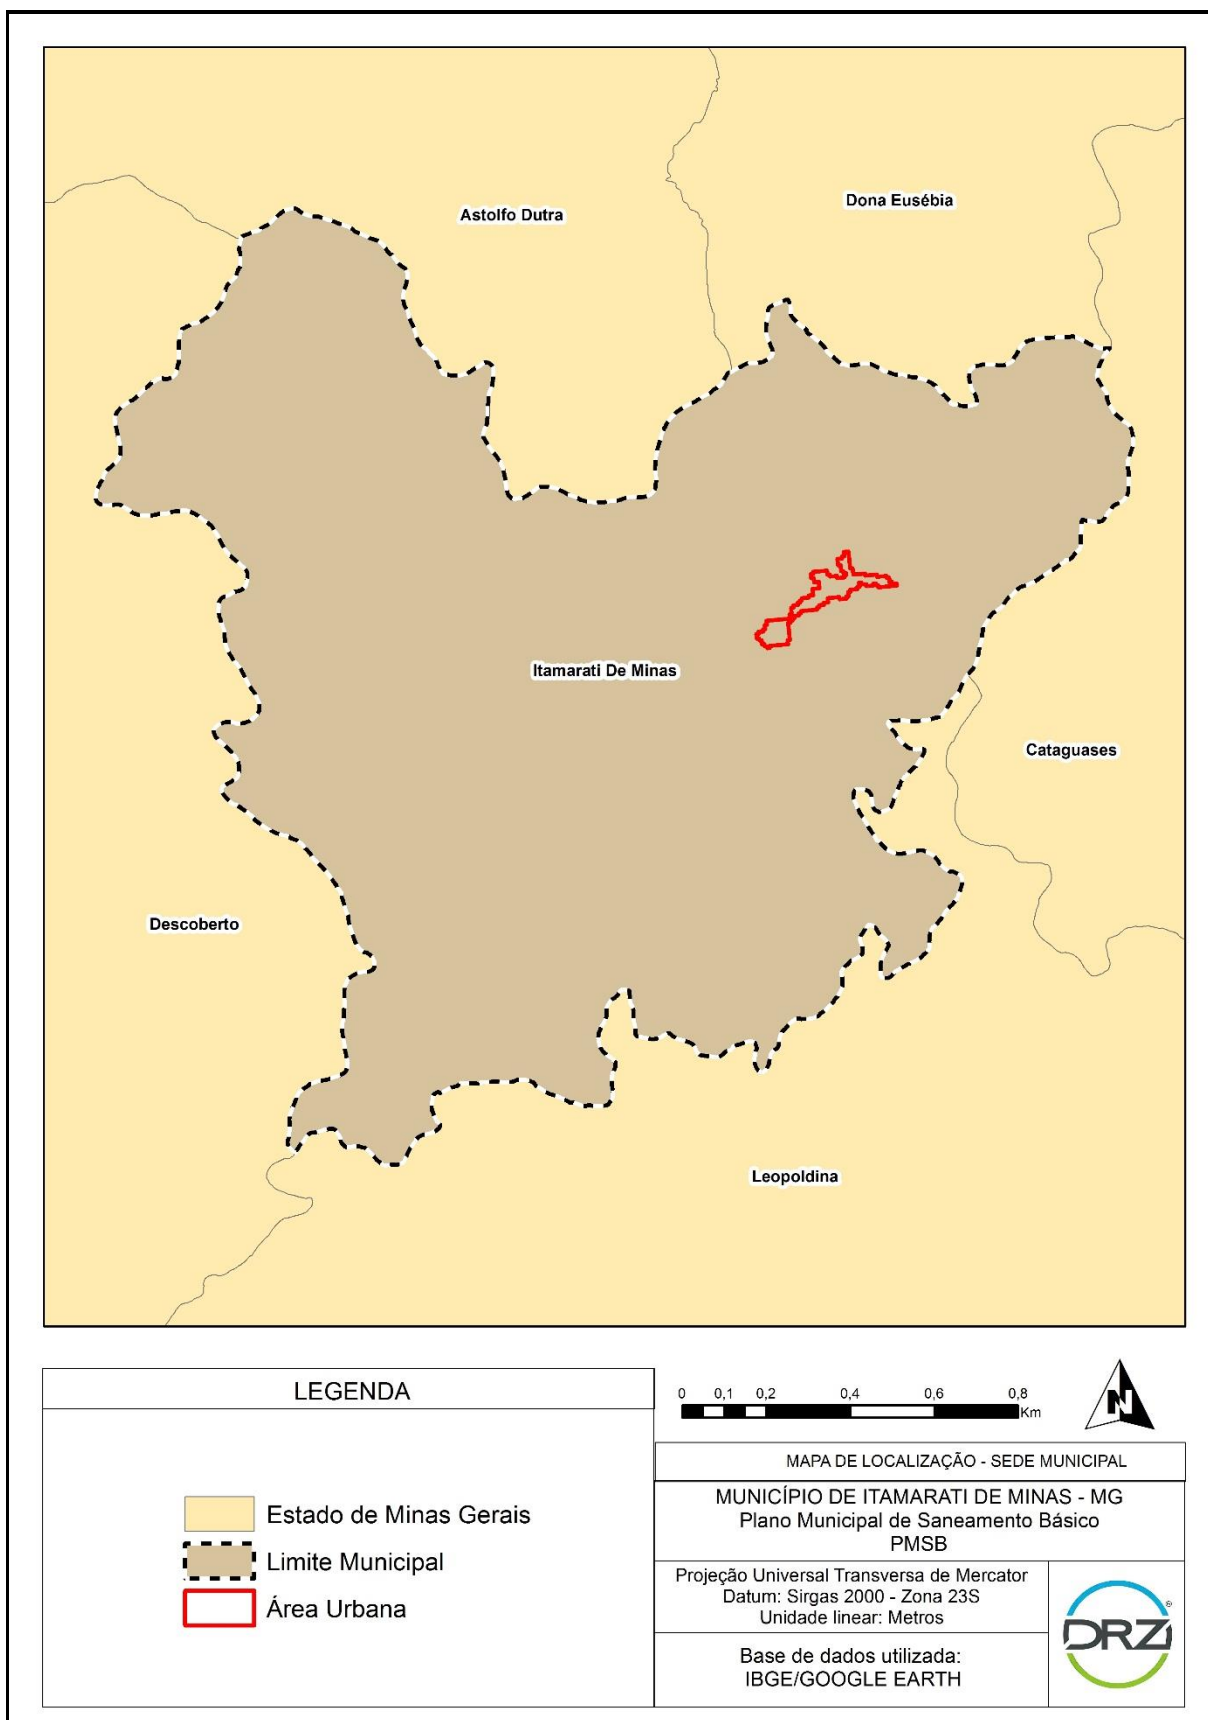 Astolfo Dutra
Dona Eusébia
Itamarati De Minas
Cataguases
Descoberto
Leopoldina
LEGENDA
Estado de Minas Gerais
Limite Municipal
Área Urbana
0 0,1 0,2 0,4 0,6 0,8
Km
N
MAPA DE LOCALIZAÇÃO - SEDE MUNICIPAL
MUNICÍPIO DE ITAMARATI DE MINAS - MG
Plano Municipal de Saneamento Básico
PMSB
Projeção Universal Transversa de Mercator
Datum: Sirgas 2000 - Zona 23S
Unidade linear: Metros
Base de dados utilizada:
IBGE/GOOGLE EARTH
DRZ
®